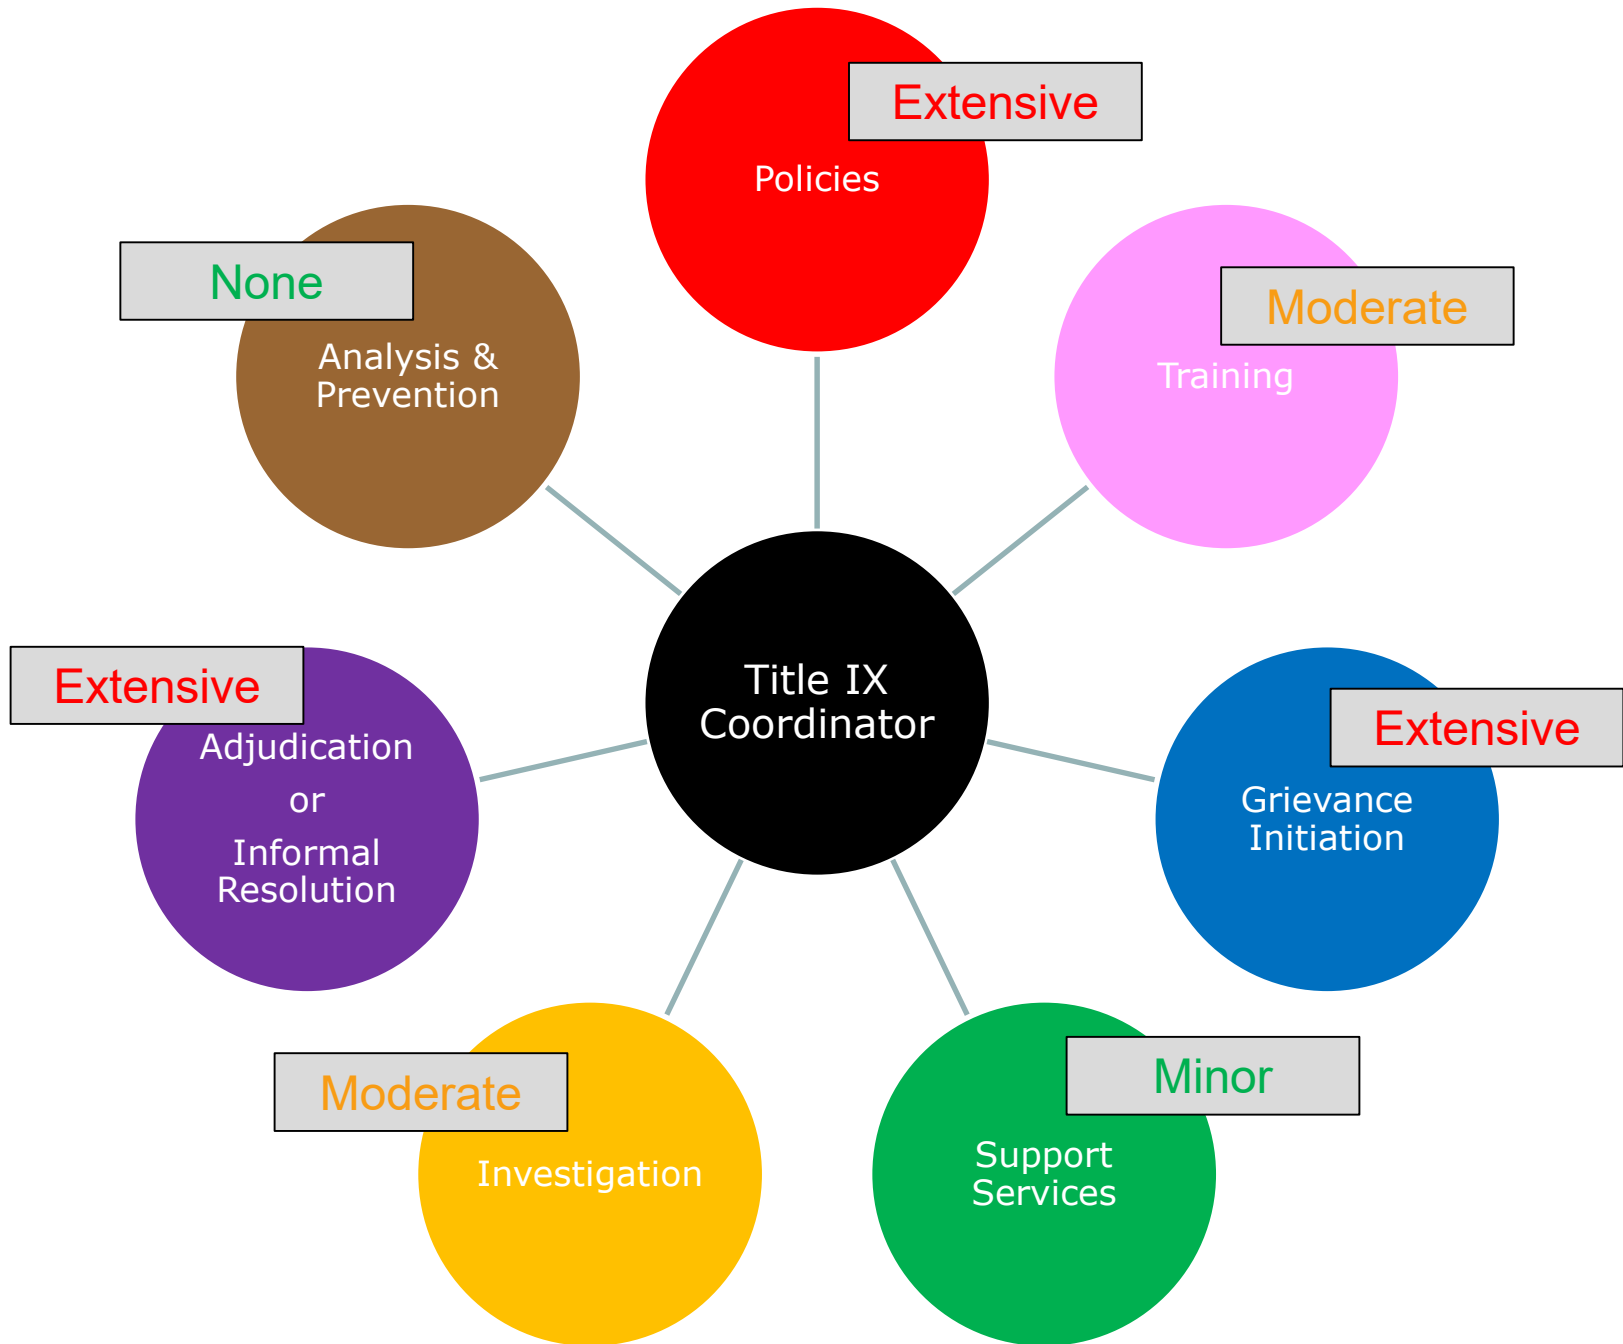 Extensive
Policies
None
Analysis &
Prevention
Moderate
Training
Title IX
Coordinator
Extensive
Adjudication
or
Informal
Resolution
Extensive
Grievance
Initiation
Moderate
Investigation
Minor
Support
Services